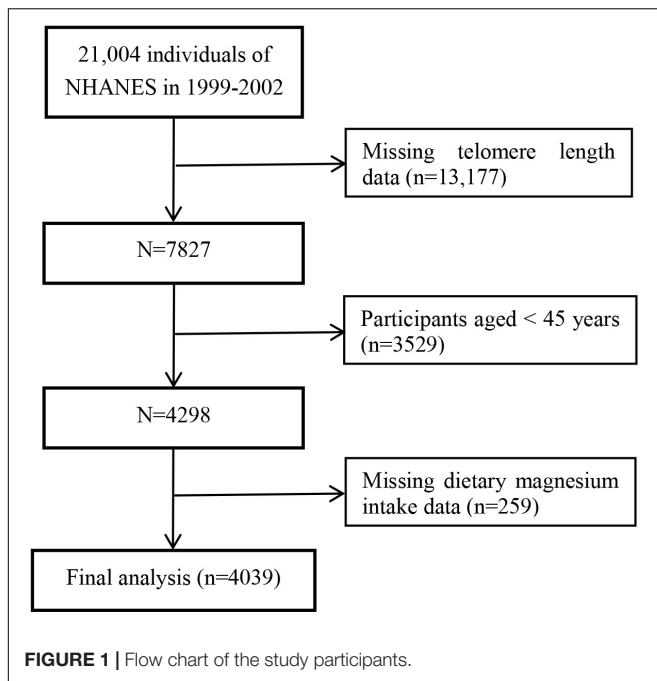 21,004 individuals of
NHANES in 1999-2002
Missing telomere length
data (n=13,177)
N=7827
Participants aged < 45 years
(n=3529)
N=4298
Missing dietary magnesium
intake data (n=259)
Final analysis (n=4039)
FIGURE 1 | Flow chart of the study participants.